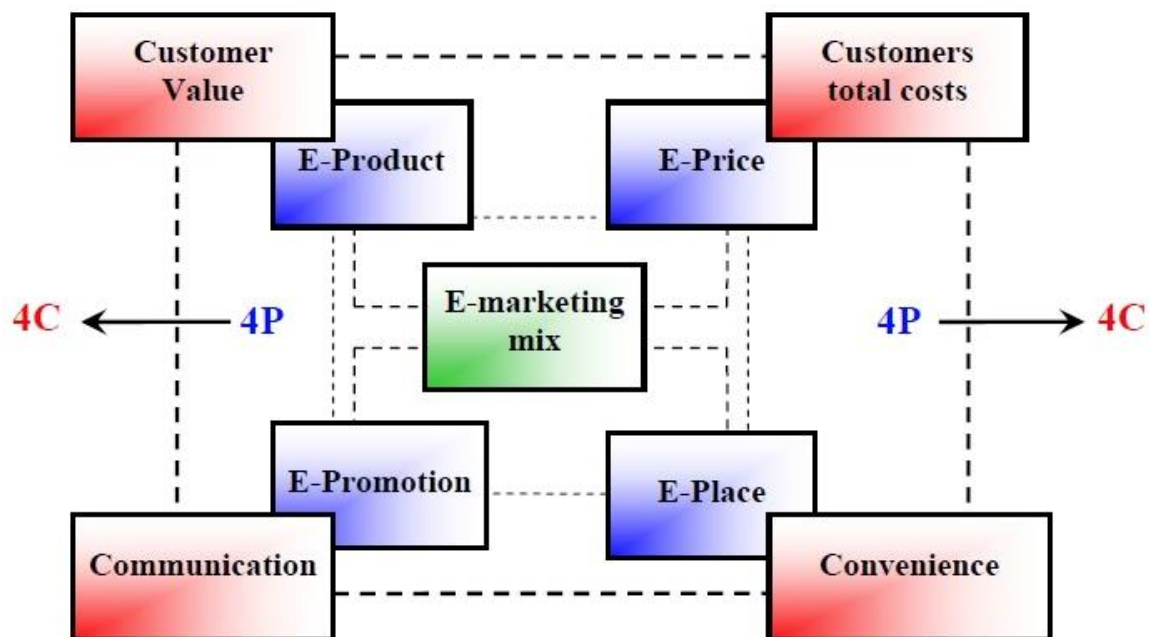 Customer
Value
Customers
total costs
E-Product
E-Price
E-marketing
mix
4C
4P
4P
4C
E-Promotion
E-Place
Communication
Convenience